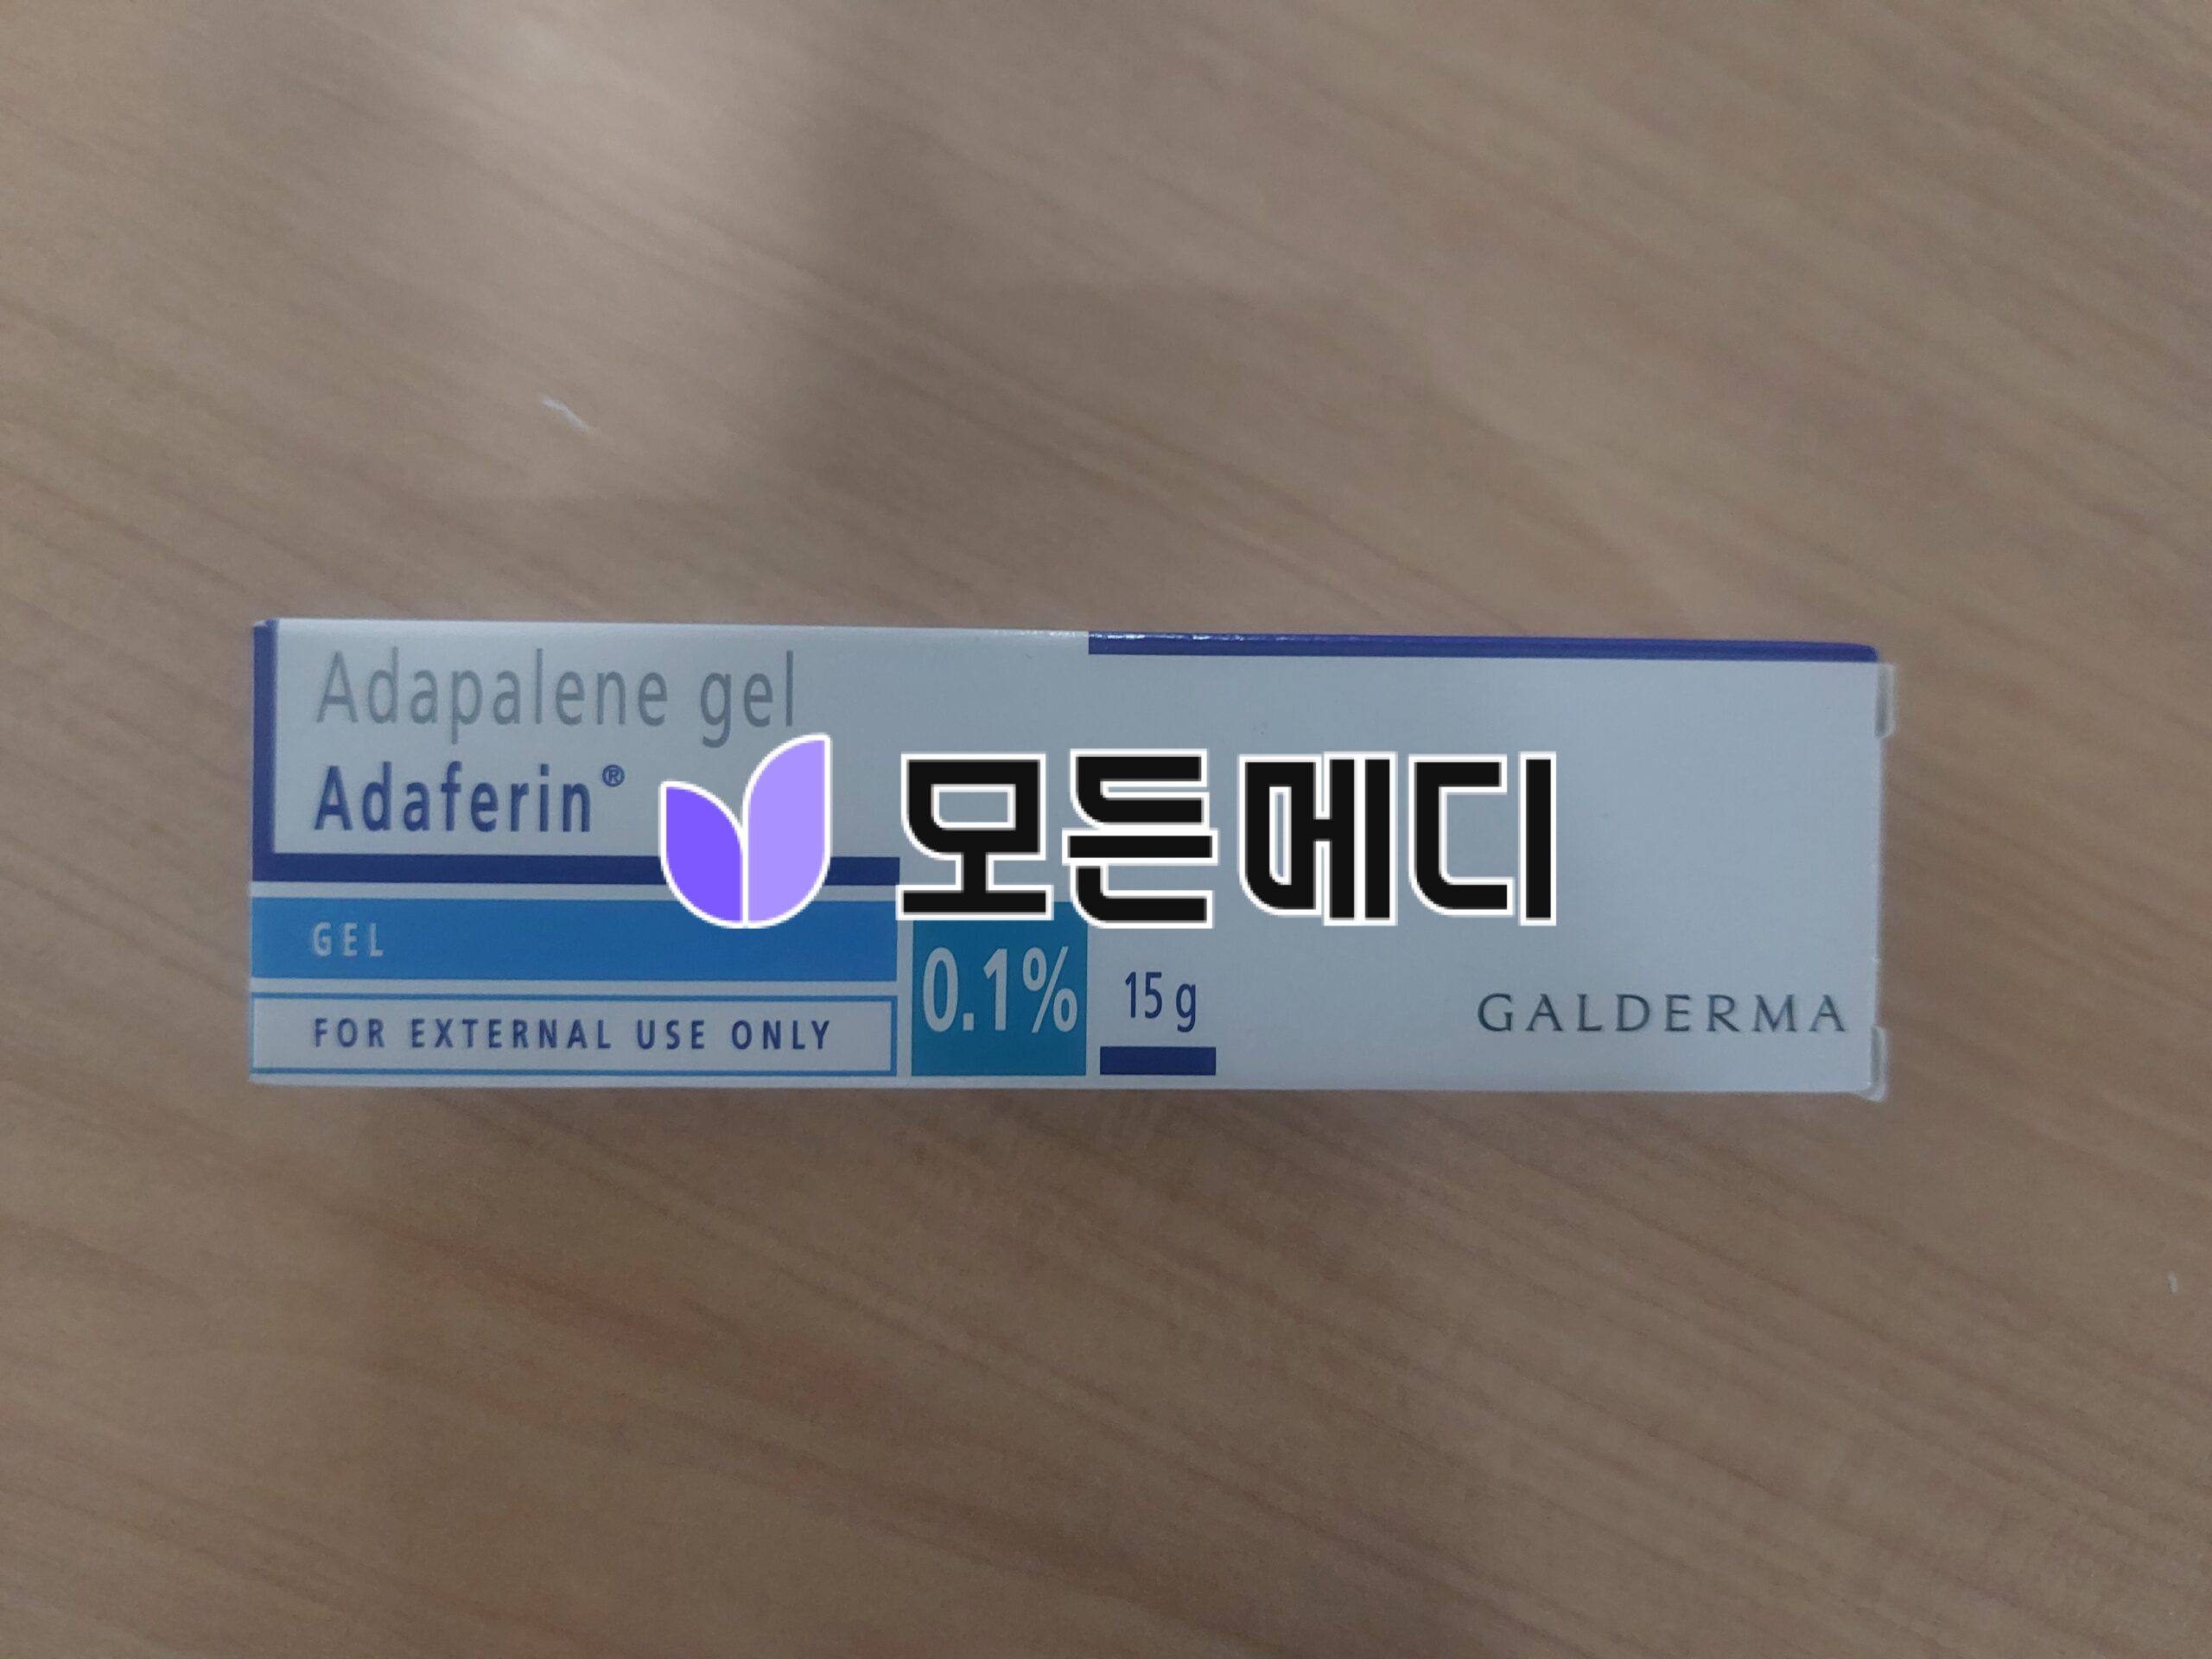 Adapalene gel
Adaferin®
모든메디
GEL
0.1%
15 g
GALDERMA
FOR EXTERNAL USE ONLY